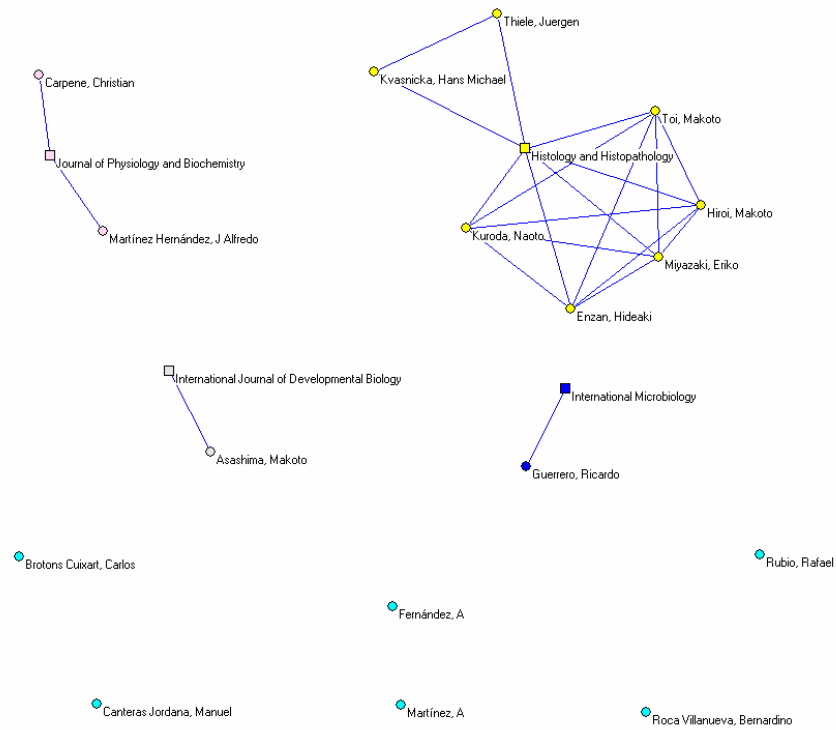 Thiele, Juergen
Kvasnicka, Hans Michael
Carpene, Christian
Toi, Makoto
Histology and Histopathology
Journal of Physiology and Biochemistry
Hiroi, Makoto
Kuroda, Naoto
Martínez Hernández, J Alfredo
Miyazaki, Eriko
Enzan, Hideaki
International Journal of Developmental Biology
International Microbiology
Asashima, Makoto
Guerrero, Ricardo
Brotons Cuixart, Carlos
Rubio, Rafael
Fernández, A
Canteras Jordana, Manuel
Martínez, A
Roca Villanueva, Bernardino